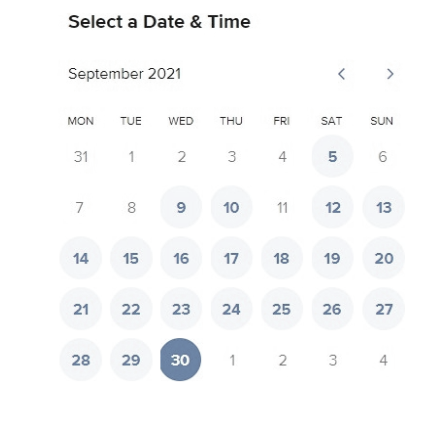 Select a Date & Time
September 2021
MON TUE WED THU FRI SAT SUN
31 1 2 3 4 5 6
7 8 9 10 11 12 13
14 15 16 17 18 19 20
21 22 23 24 25 26 27
28 29 30 1 2 3 4